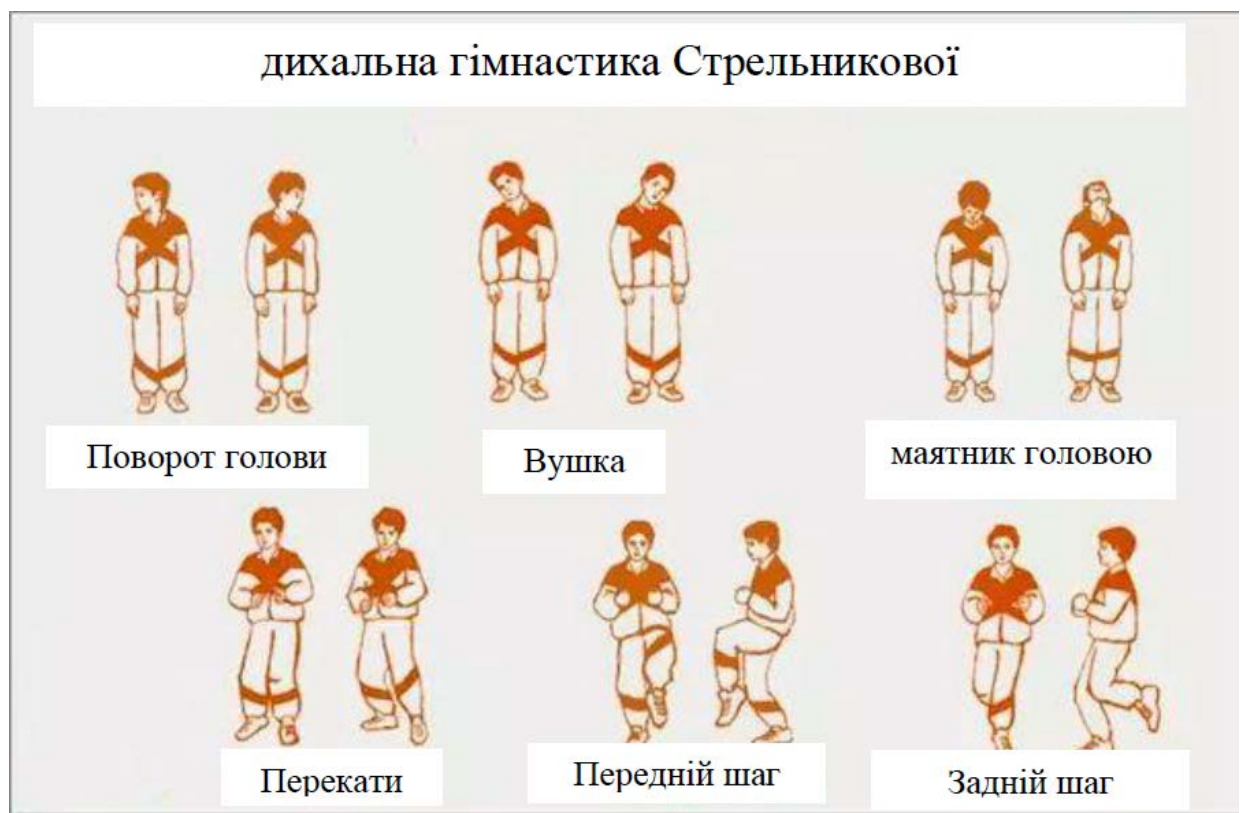 дихальна гімнастика Стрельникової
Поворот голови
Вушка
маятник головою
Перекати
Передній шаг
Задній шаг